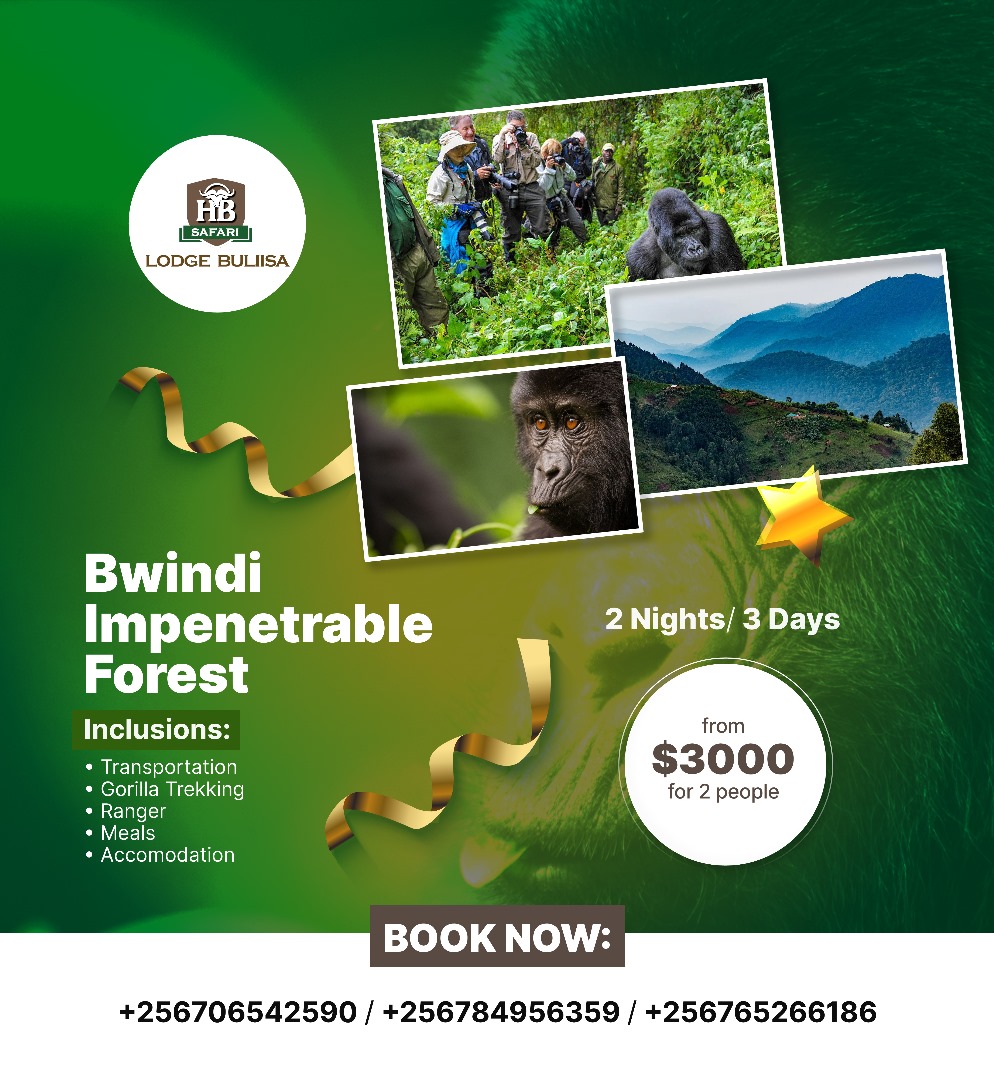 HB
SAFARI
LODGE BULIISA
Bwindi
Impenetrable
Forest
Inclusions:
• Transportation
• Gorilla Trekking
• Ranger
• Meals
• Accomodation
2 Nights/ 3 Days
from
$3000
for 2 people
BOOK NOW:
+256706542590 / +256784956359 / +256765266186